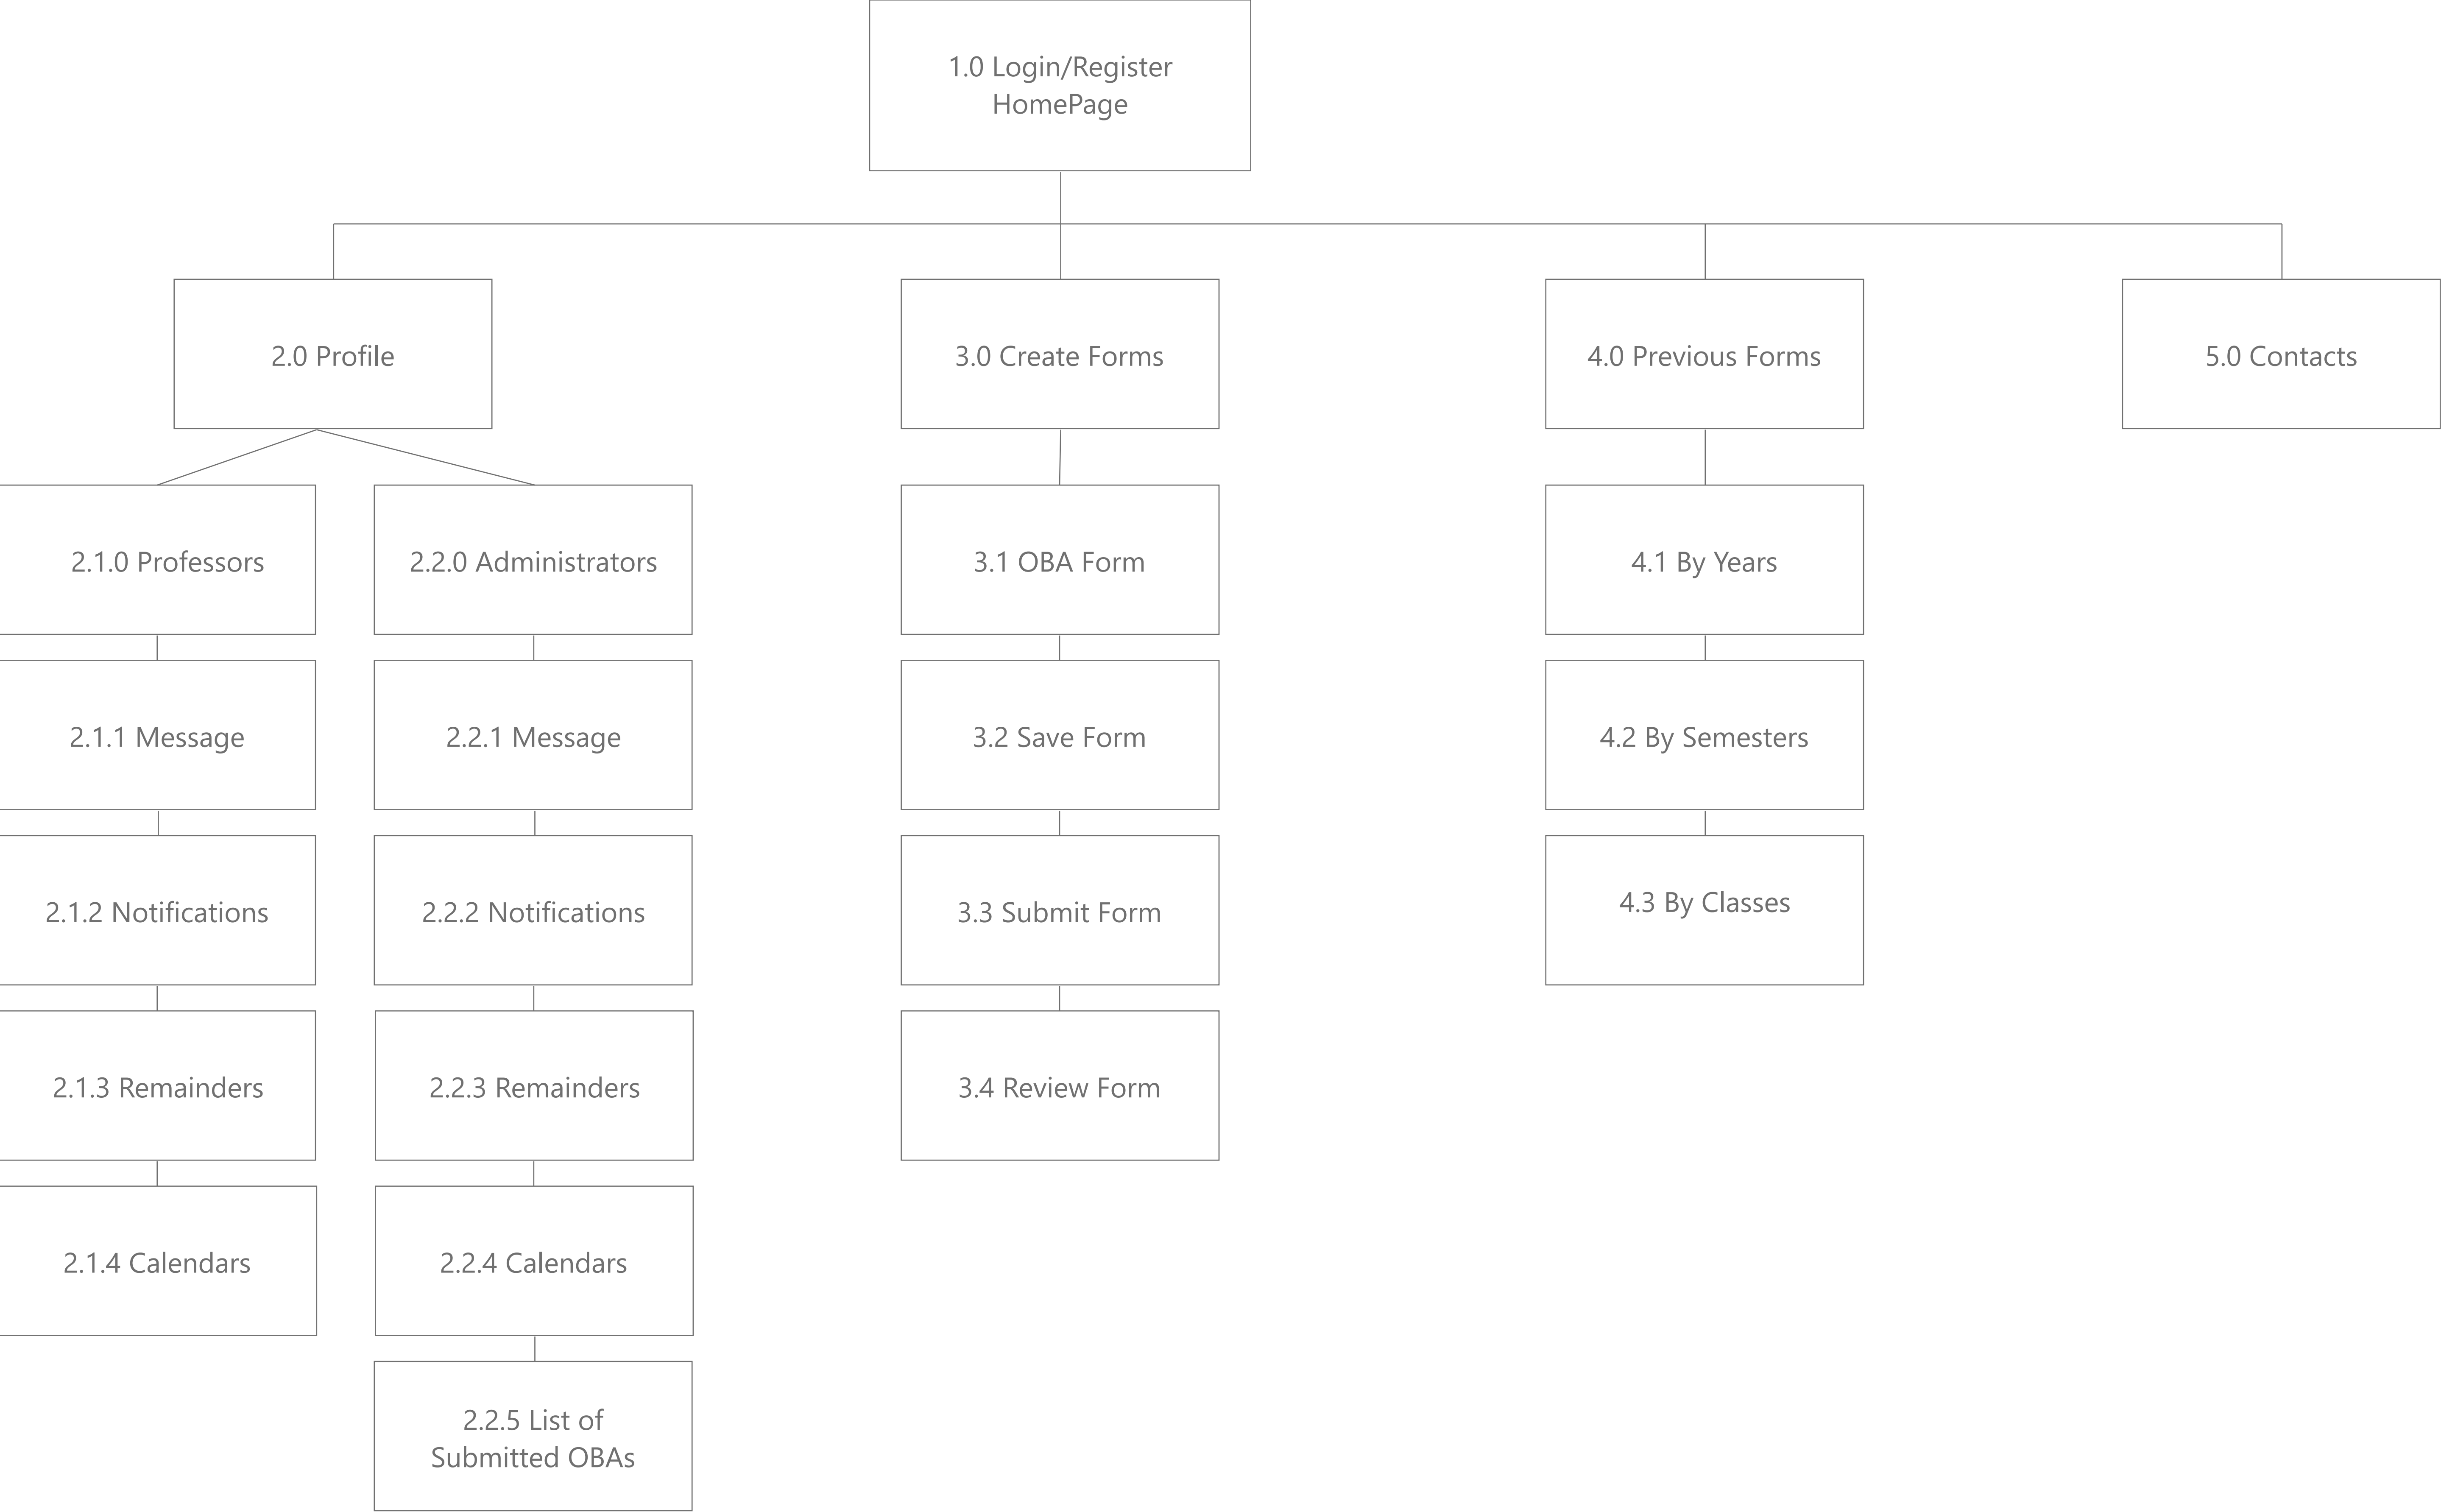 1.0 Login/Register
HomePage
2.0 Profile
3.0 Create Forms
4.0 Previous Forms
5.0 Contacts
2.1.0 Professors
2.2.0 Administrators
3.1 OBA Form
4.1 By Years
2.1.1 Message
2.2.1 Message
3.2 Save Form
4.2 By Semesters
2.1.2 Notifications
2.2.2 Notifications
3.3 Submit Form
4.3 By Classes
2.1.3 Remainders
2.2.3 Remainders
3.4 Review Form
2.1.4 Calendars
2.2.4 Calendars
2.2.5 List of
Submitted OBAs